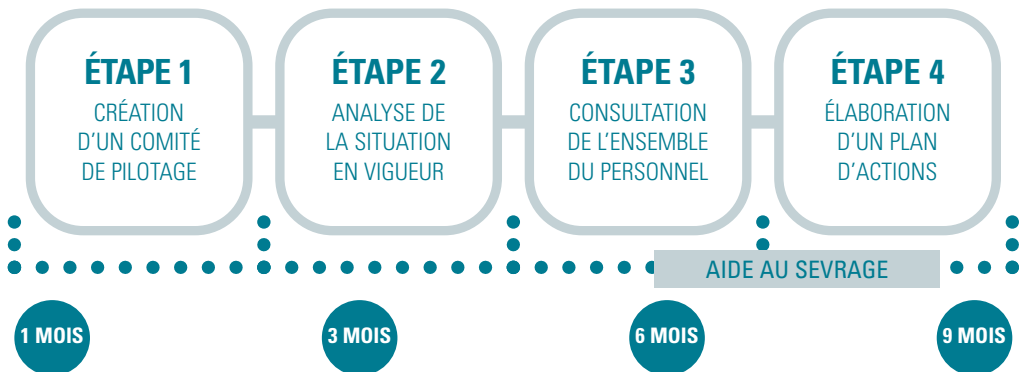 ÉTAPE 1
CRÉATION
D'UN COMITÉ
DE PILOTAGE
ÉTAPE 2
ANALYSE DE
LA SITUATION
EN VIGUEUR
ÉTAPE 3
CONSULTATION
DE L'ENSEMBLE
DU PERSONNEL
ÉTAPE 4
ÉLABORATION
D'UN PLAN
D'ACTIONS
AIDE AU SEVRAGE
1 MOIS
3 MOIS
6 MOIS
9 MOIS